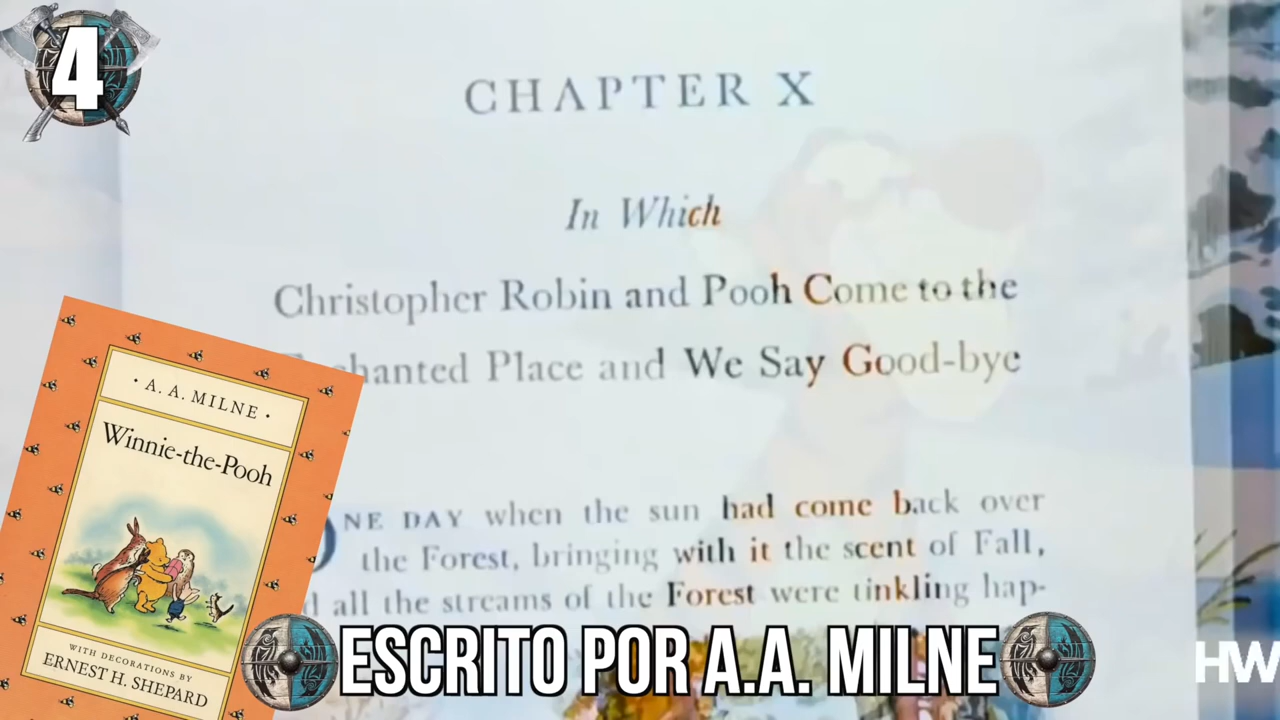 4
CHAPTER X
In Which
Christopher Robin and Pooh Come to the
Enchanted Place and We Say Good-bye
ONE DAY when the sun had come back over
the Forest, bringing with it the scent of Fall,
all the streams of the Forest were tinkling hap-
· A. A. MILNE ·
Winnie-the-Pooh
WITH DECORATIONS BY
ERNEST H. SHEPARD
ESCRITO POR A.A. MILNE
HW